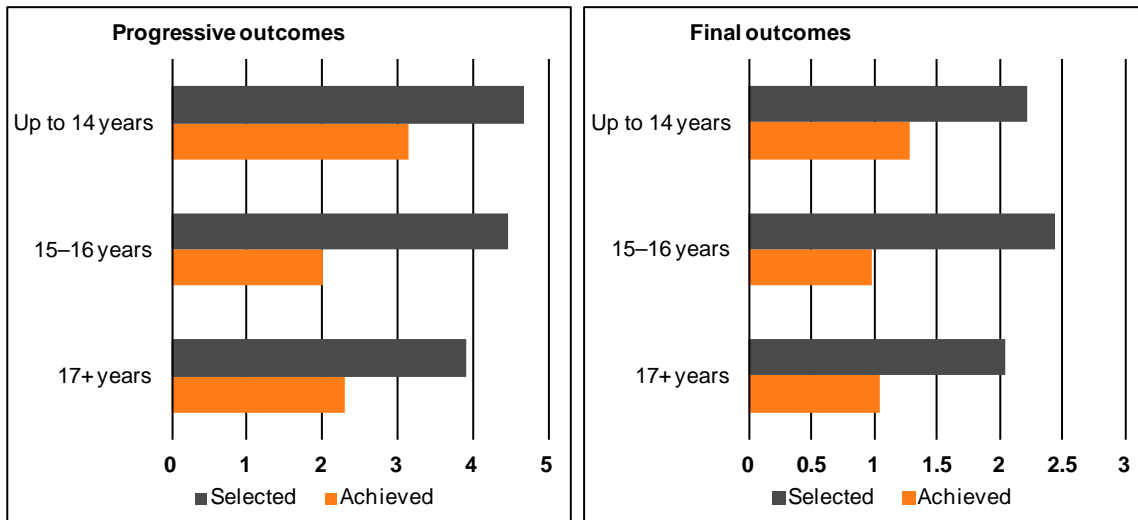 Progressive outcomes
Up to 14 years
15–16 years
17+ years
0 1 2 3 4 5
Selected Achieved
Final outcomes
Up to 14 years
15–16 years
17+ years
0 0.5 1 1.5 2 2.5 3
Selected Achieved